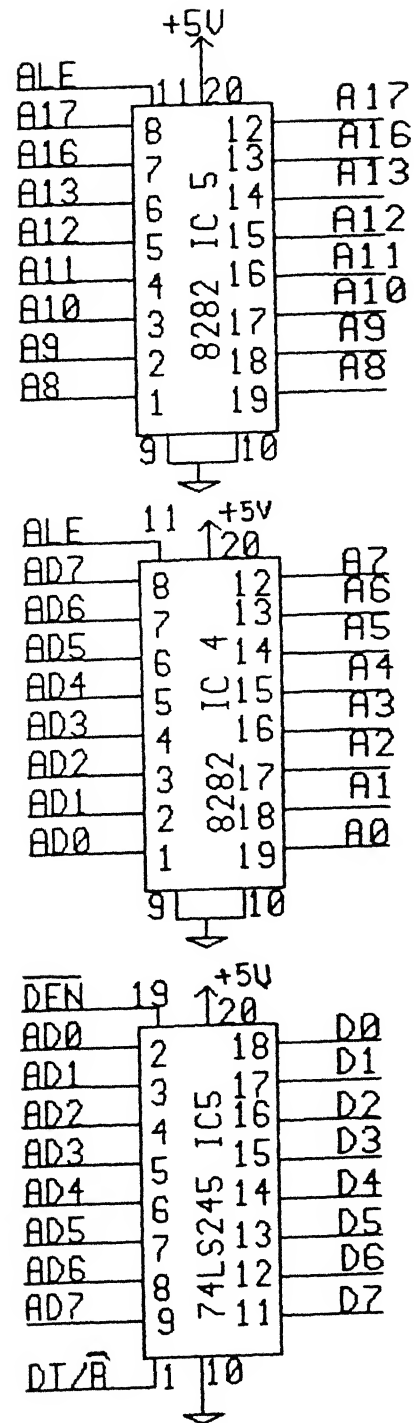 +5V
ALE 11 20
A17 8 12 A17
A16 7 13 A16
A13 6 14 A13
A12 5 15 A12
A11 4 16 A11
A10 3 17 A10
A9 2 18 A9
A8 1 19 A8
8282 IC 5
9 10
ALE 11 +5V
20
AD7 8 12 A7
AD6 7 13 A6
AD5 6 14 A5
AD4 5 15 A4
AD3 4 16 A3
AD2 3 17 A2
AD1 2 18 A1
AD0 1 19 A0
8282 IC 4
9 10
DEN 19 +5V
20
AD0 2 18 D0
AD1 3 17 D1
AD2 4 16 D2
AD3 5 15 D3
AD4 6 14 D4
AD5 7 13 D5
AD6 8 12 D6
AD7 9 11 D7
74LS245 IC5
DT/R 1 10